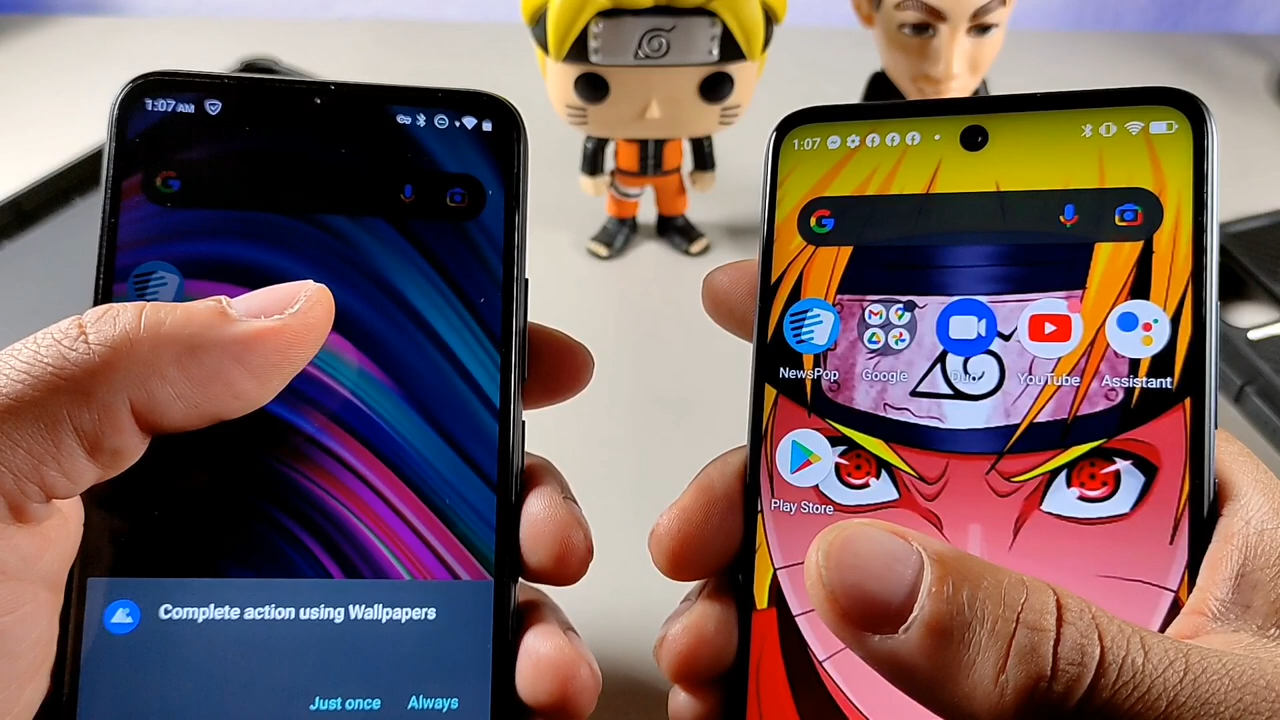 1:07 AM
G
Complete action using Wallpapers
Just once
Always
1:07
G
NewsPop
Google
Duo
YouTube
Assistant
Play Store